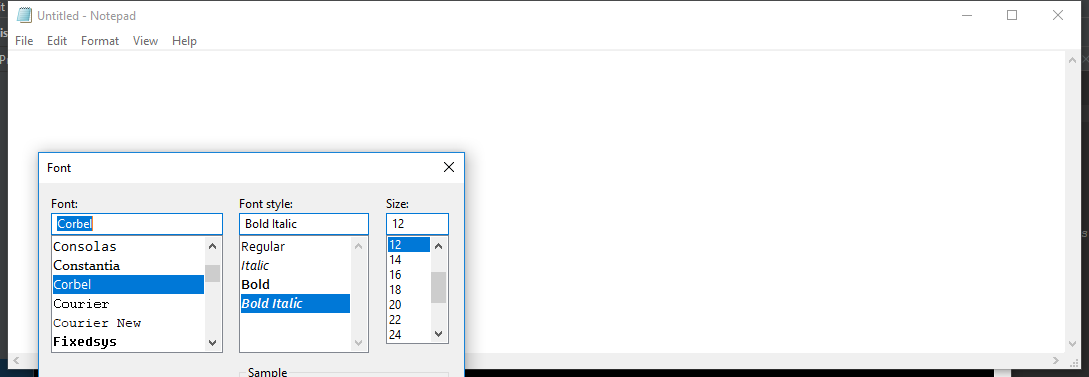 Untitled - Notepad
File Edit Format View Help
Font
Font: Font style: Size:
Corbel Bold Italic 12
Consolas Regular 12
Constantia Italic 14
Corbel Bold 16
Courier Bold Italic 18
Courier New 20
Fixedsys 22
24
Sample